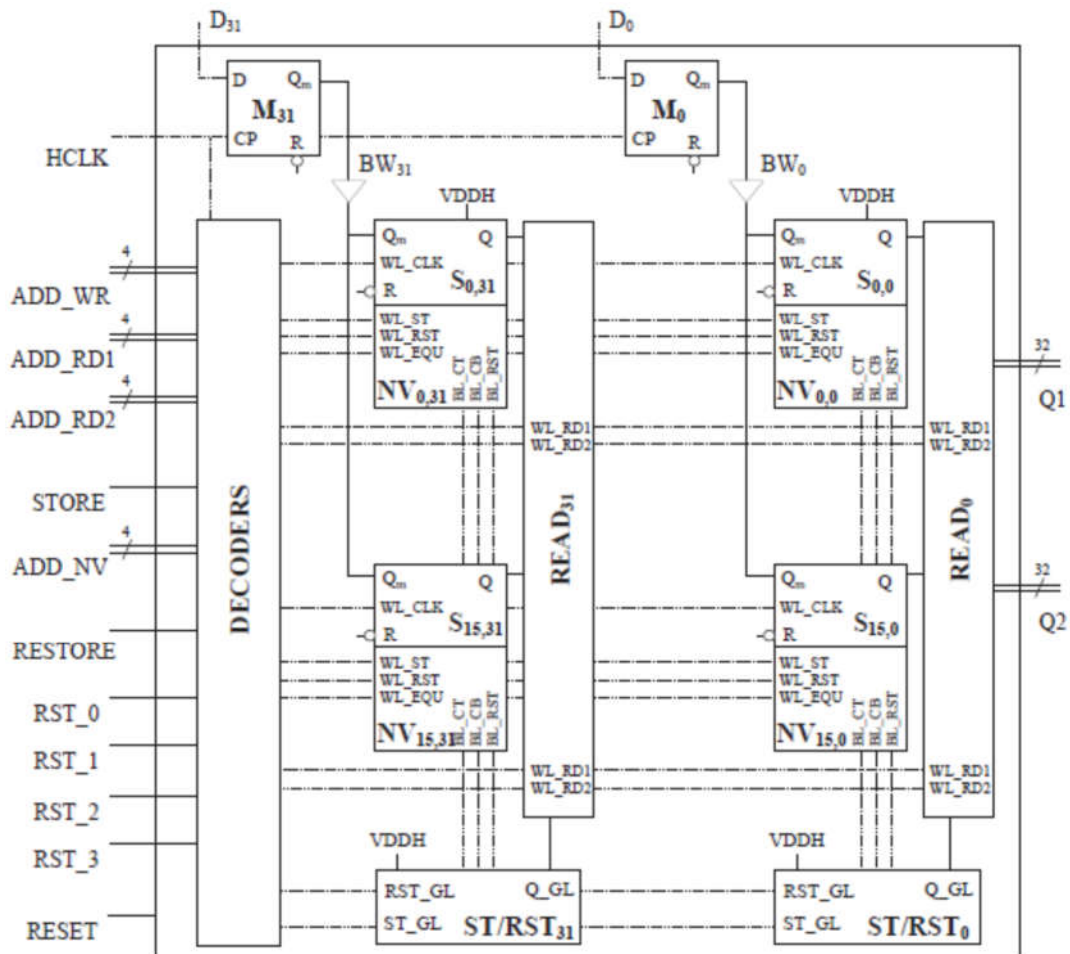 D₃₁ D₀
D Qₘ D Qₘ
M₃₁ M₀
CP R CP R
HCLK
BW₃₁ BW₀
VDDH VDDH
4
ADD_WR
Qₘ Q Qₘ Q
WL_CLK WL_CLK
S₀,₃₁ S₀,₀
R R
4
ADD_RD1
WL_ST WL_ST
WL_RST WL_RST
WL_EQU WL_EQU
BL_CT BL_CB BL_RST BL_CT BL_CB BL_RST
NV₀,₃₁ NV₀,₀
32
Q1
4
ADD_RD2
WL_RD1 WL_RD1
WL_RD2 WL_RD2
STORE
4
ADD_NV
DECODERS
READ₃₁ READ₀
Qₘ Q Qₘ Q
WL_CLK WL_CLK
S₁₅,₃₁ S₁₅,₀
R R
32
Q2
RESTORE
WL_ST WL_ST
WL_RST WL_RST
WL_EQU WL_EQU
BL_CT BL_CB BL_RST BL_CT BL_CB BL_RST
NV₁₅,₃₁ NV₁₅,₀
RST_0
RST_1
WL_RD1 WL_RD1
WL_RD2 WL_RD2
RST_2
RST_3
VDDH VDDH
RST_GL Q_GL RST_GL Q_GL
ST_GL ST/RST₃₁ ST_GL ST/RST₀
RESET